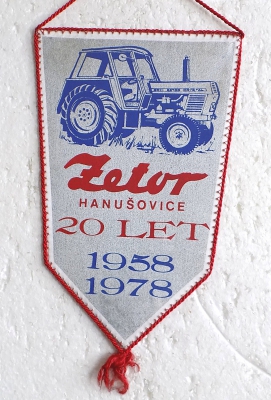 Zetor
HANUŠOVICE
20 LET
1958
1978